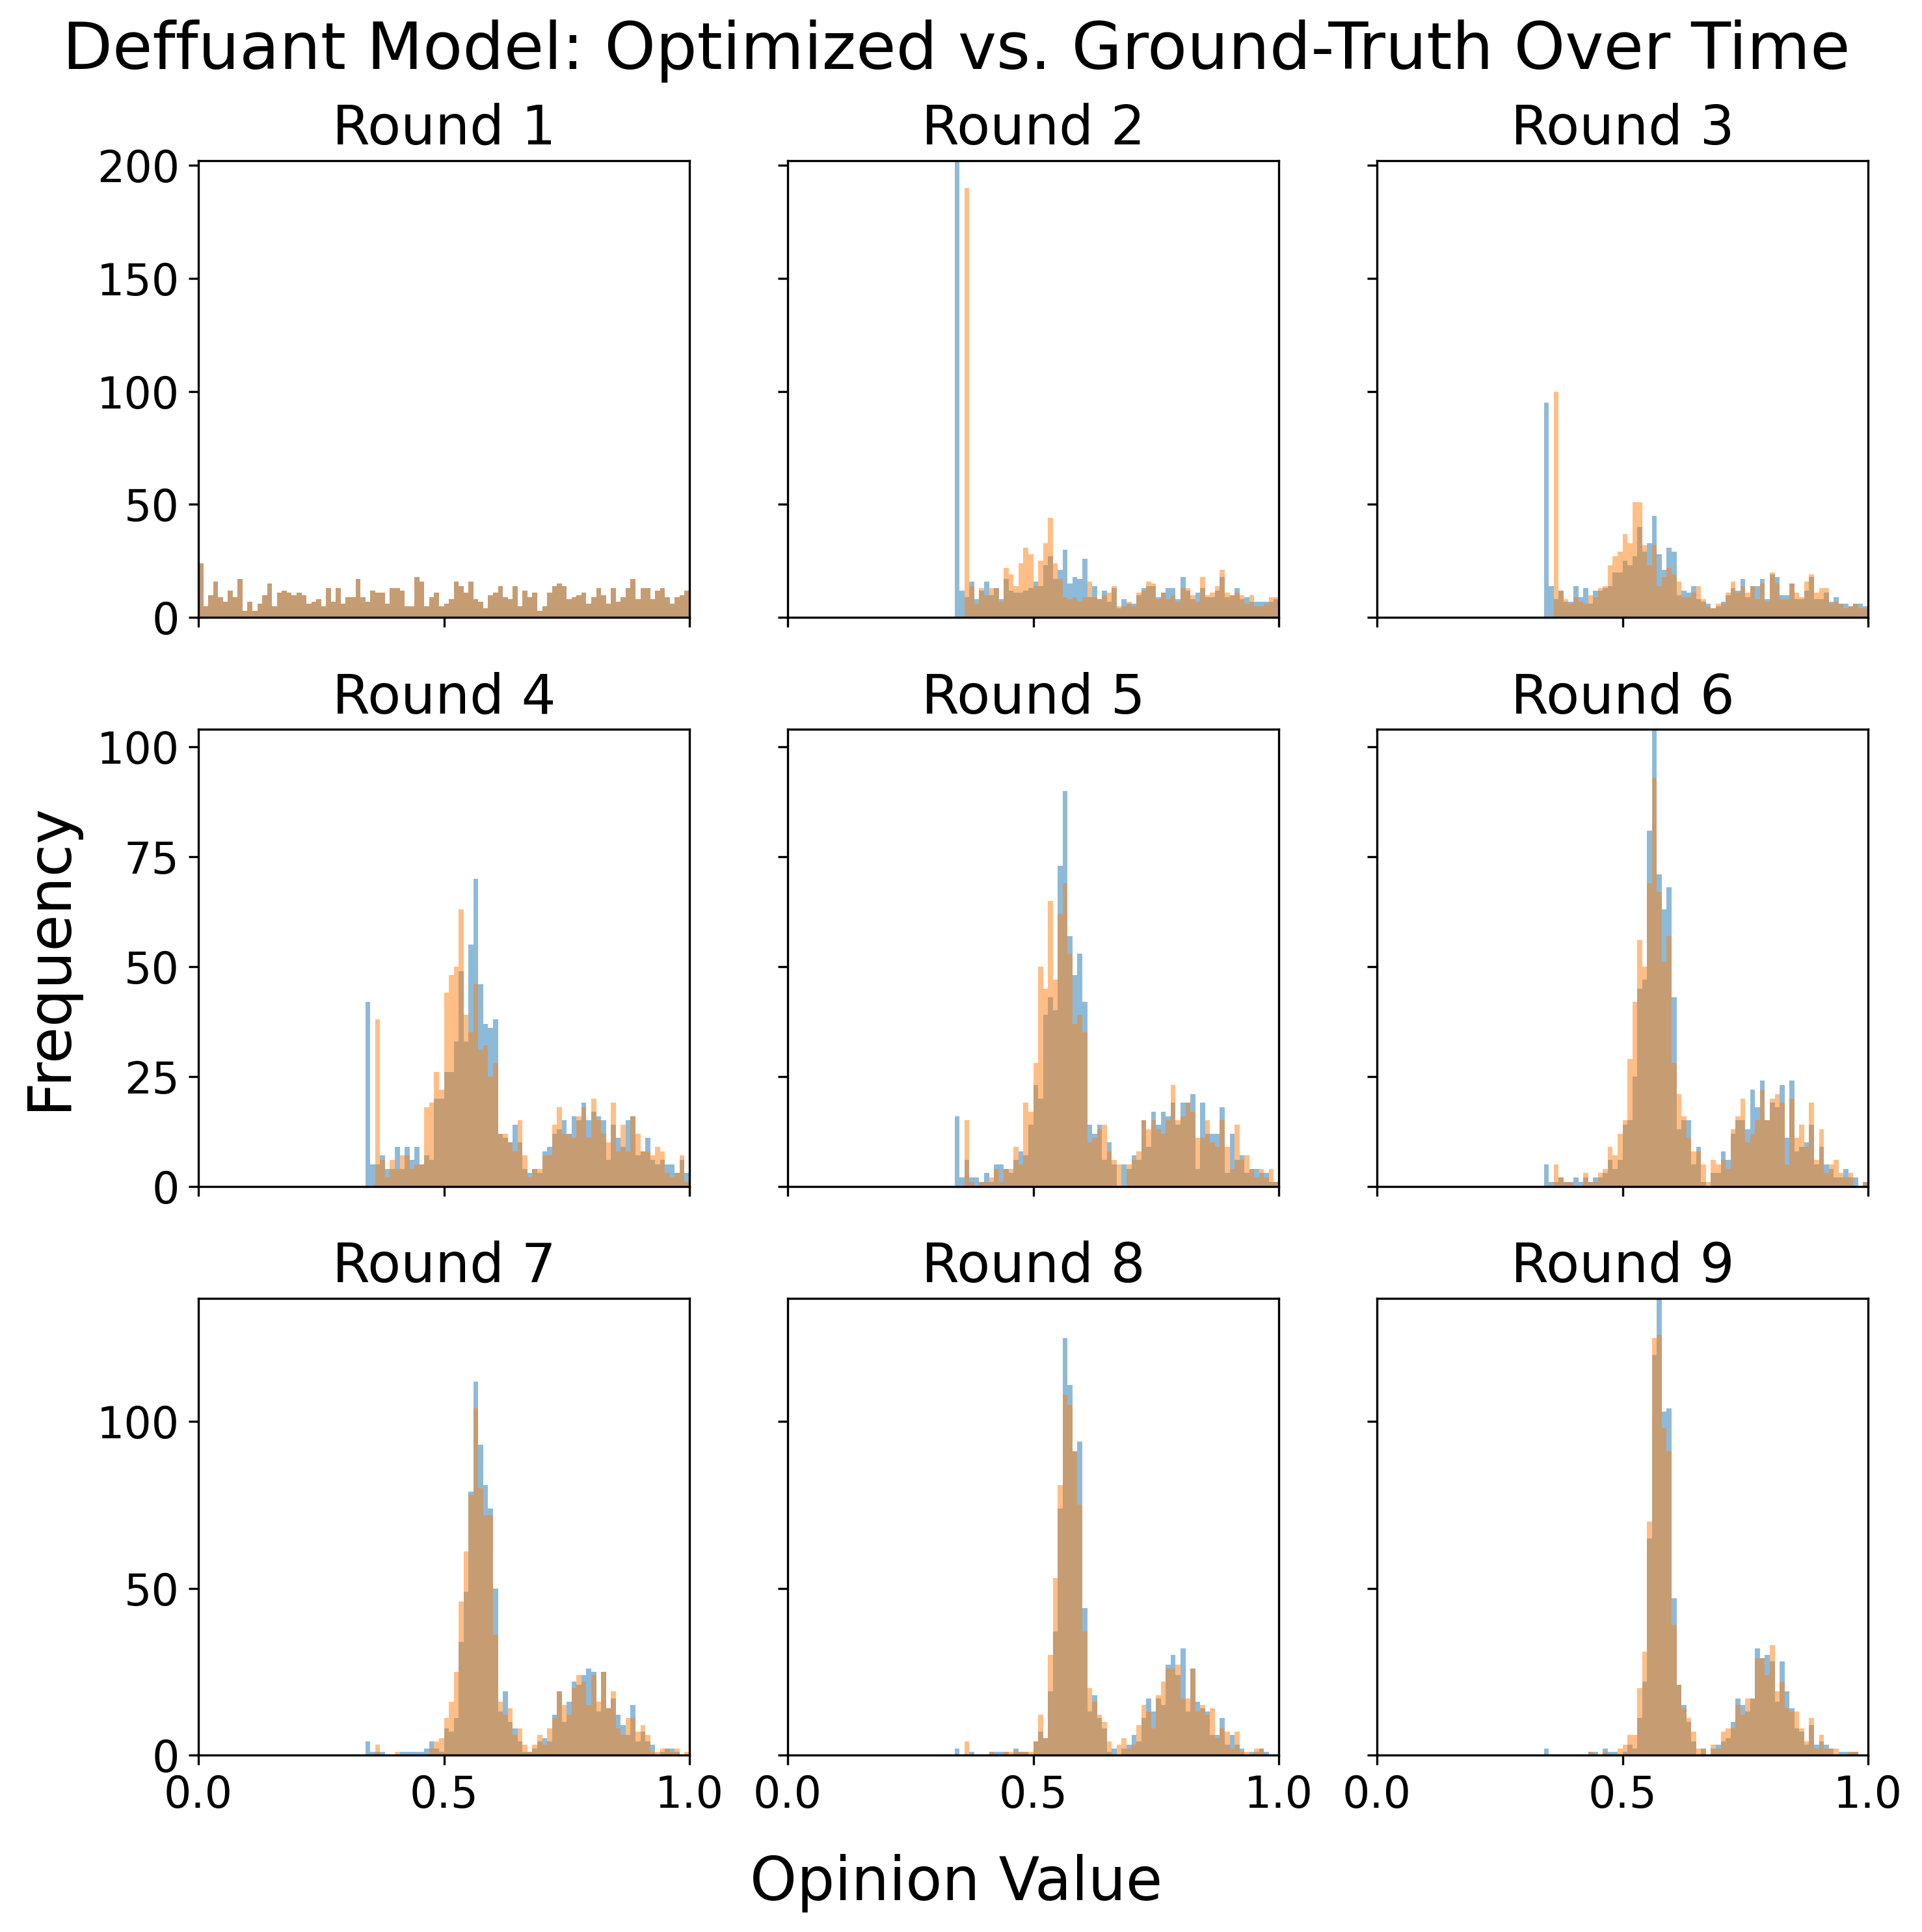 Deffuant Model: Optimized vs. Ground-Truth Over Time
Round 1
Round 2
Round 3
200
150
100
50
0
Round 4
Round 5
Round 6
100
75
50
25
0
Frequency
Round 7
Round 8
Round 9
100
50
0
0.0 0.5 1.0
0.0 0.5 1.0
0.0 0.5 1.0
Opinion Value